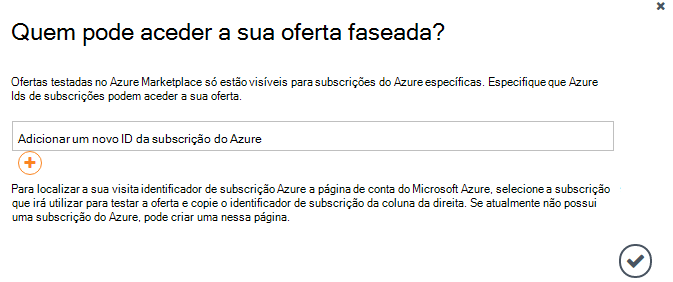 Quem pode aceder a sua oferta faseada?
Ofertas testadas no Azure Marketplace só estão visíveis para subscrições do Azure específicas. Especifique que Azure
Ids de subscrições podem aceder a sua oferta.
Adicionar um novo ID da subscrição do Azure
Para localizar a sua visita identificador de subscrição Azure a página de conta do Microsoft Azure, selecione a subscrição
que irá utilizar para testar a oferta e copie o identificador de subscrição da coluna da direita. Se atualmente não possui
uma subscrição do Azure, pode criar uma nessa página.